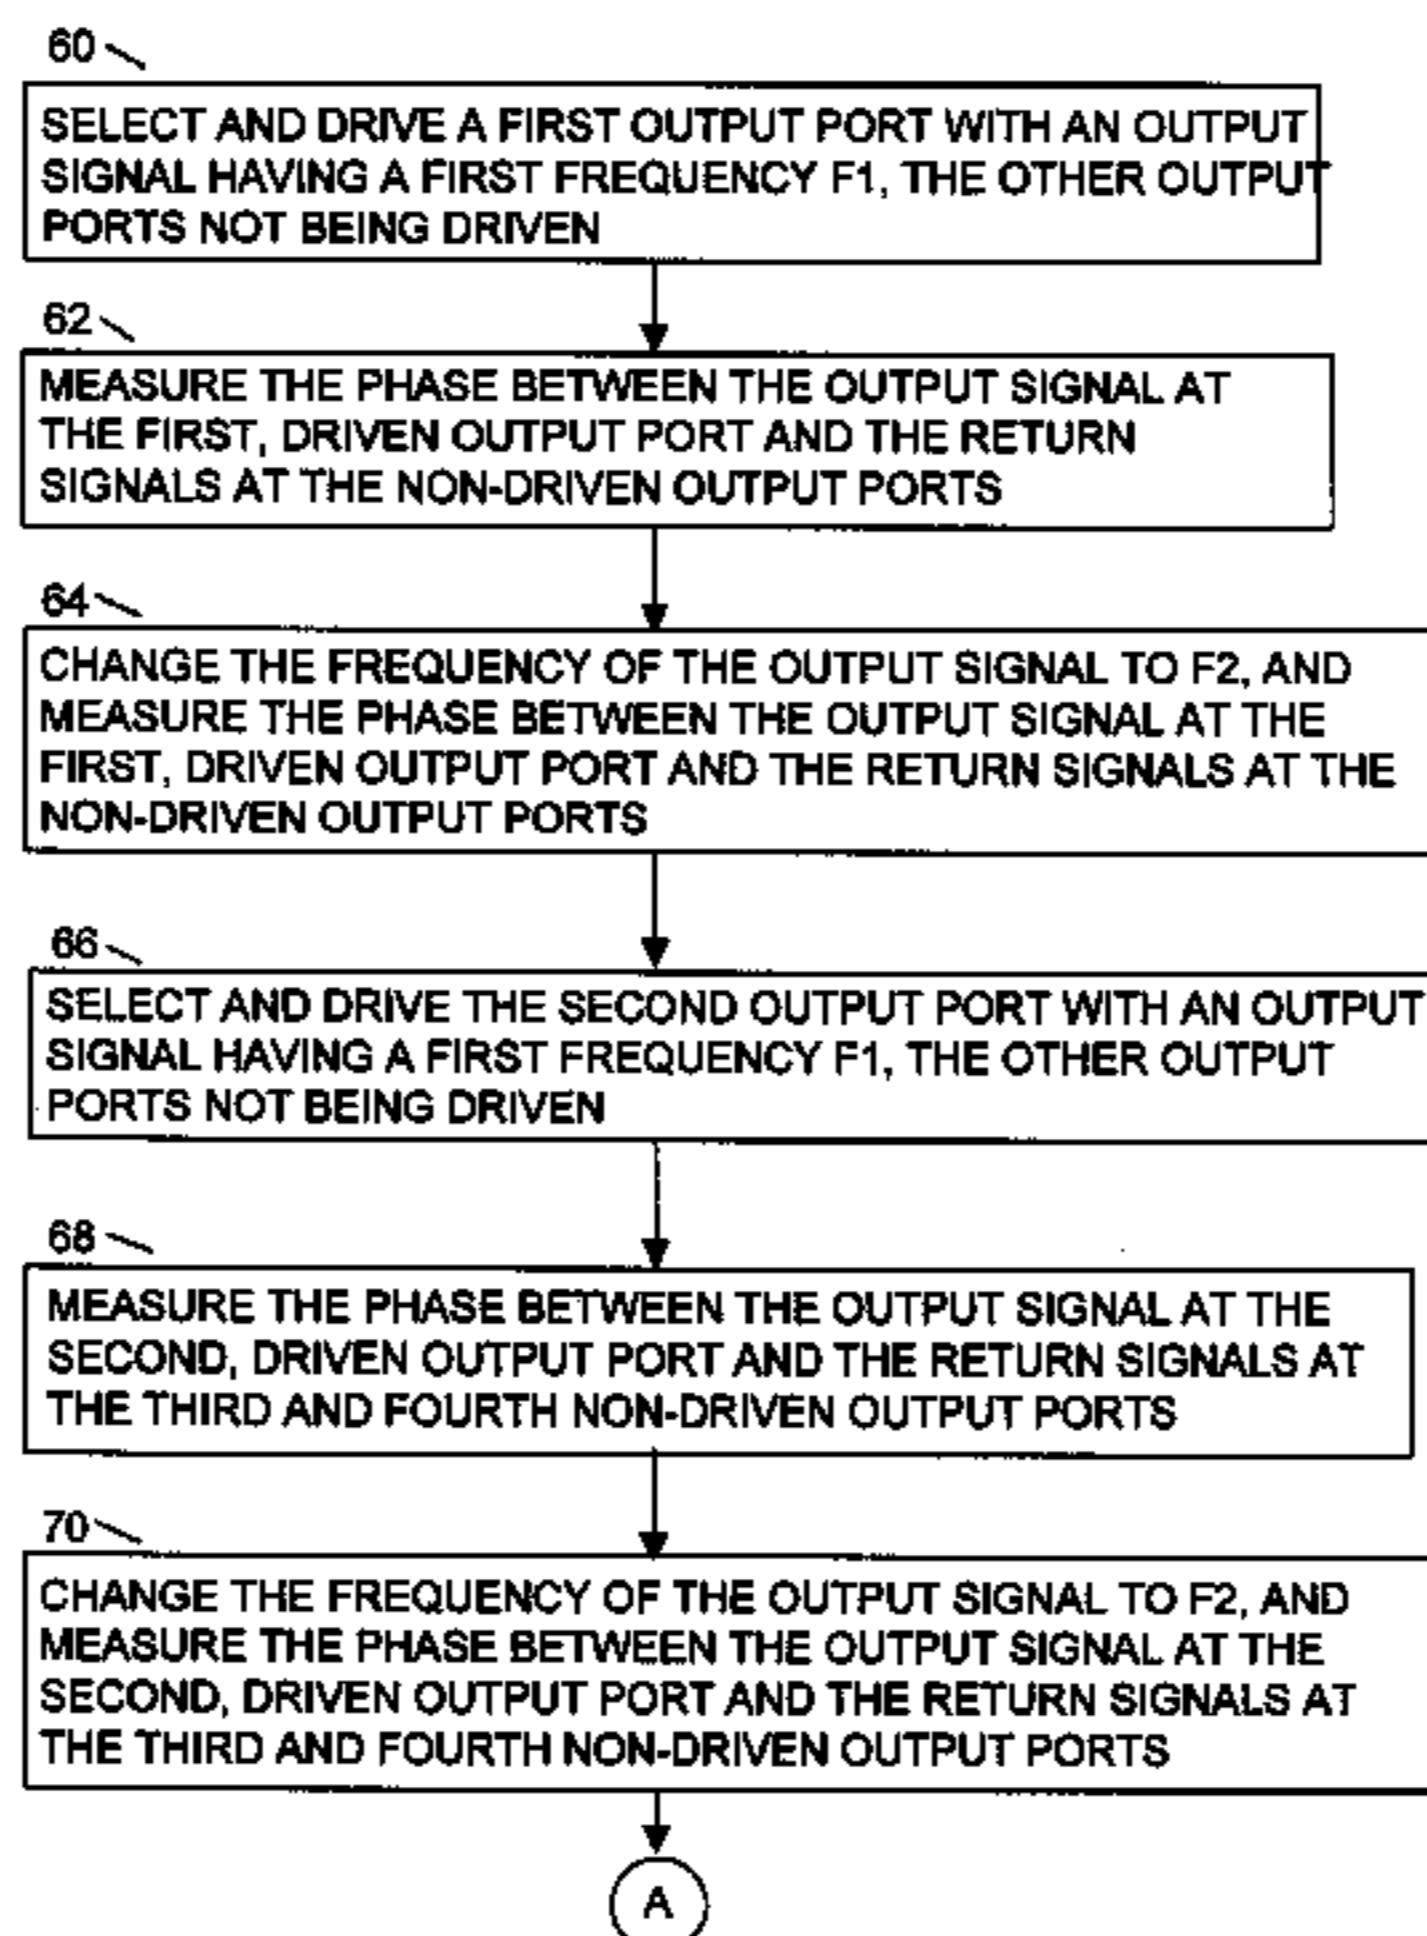 60
SELECT AND DRIVE A FIRST OUTPUT PORT WITH AN OUTPUT
SIGNAL HAVING A FIRST FREQUENCY F1, THE OTHER OUTPUT
PORTS NOT BEING DRIVEN
62
MEASURE THE PHASE BETWEEN THE OUTPUT SIGNAL AT
THE FIRST, DRIVEN OUTPUT PORT AND THE RETURN
SIGNALS AT THE NON-DRIVEN OUTPUT PORTS
64
CHANGE THE FREQUENCY OF THE OUTPUT SIGNAL TO F2, AND
MEASURE THE PHASE BETWEEN THE OUTPUT SIGNAL AT THE
FIRST, DRIVEN OUTPUT PORT AND THE RETURN SIGNALS AT THE
NON-DRIVEN OUTPUT PORTS
66
SELECT AND DRIVE THE SECOND OUTPUT PORT WITH AN OUTPUT
SIGNAL HAVING A FIRST FREQUENCY F1, THE OTHER OUTPUT
PORTS NOT BEING DRIVEN
68
MEASURE THE PHASE BETWEEN THE OUTPUT SIGNAL AT THE
SECOND, DRIVEN OUTPUT PORT AND THE RETURN SIGNALS AT
THE THIRD AND FOURTH NON-DRIVEN OUTPUT PORTS
70
CHANGE THE FREQUENCY OF THE OUTPUT SIGNAL TO F2, AND
MEASURE THE PHASE BETWEEN THE OUTPUT SIGNAL AT THE
SECOND, DRIVEN OUTPUT PORT AND THE RETURN SIGNALS AT
THE THIRD AND FOURTH NON-DRIVEN OUTPUT PORTS
A